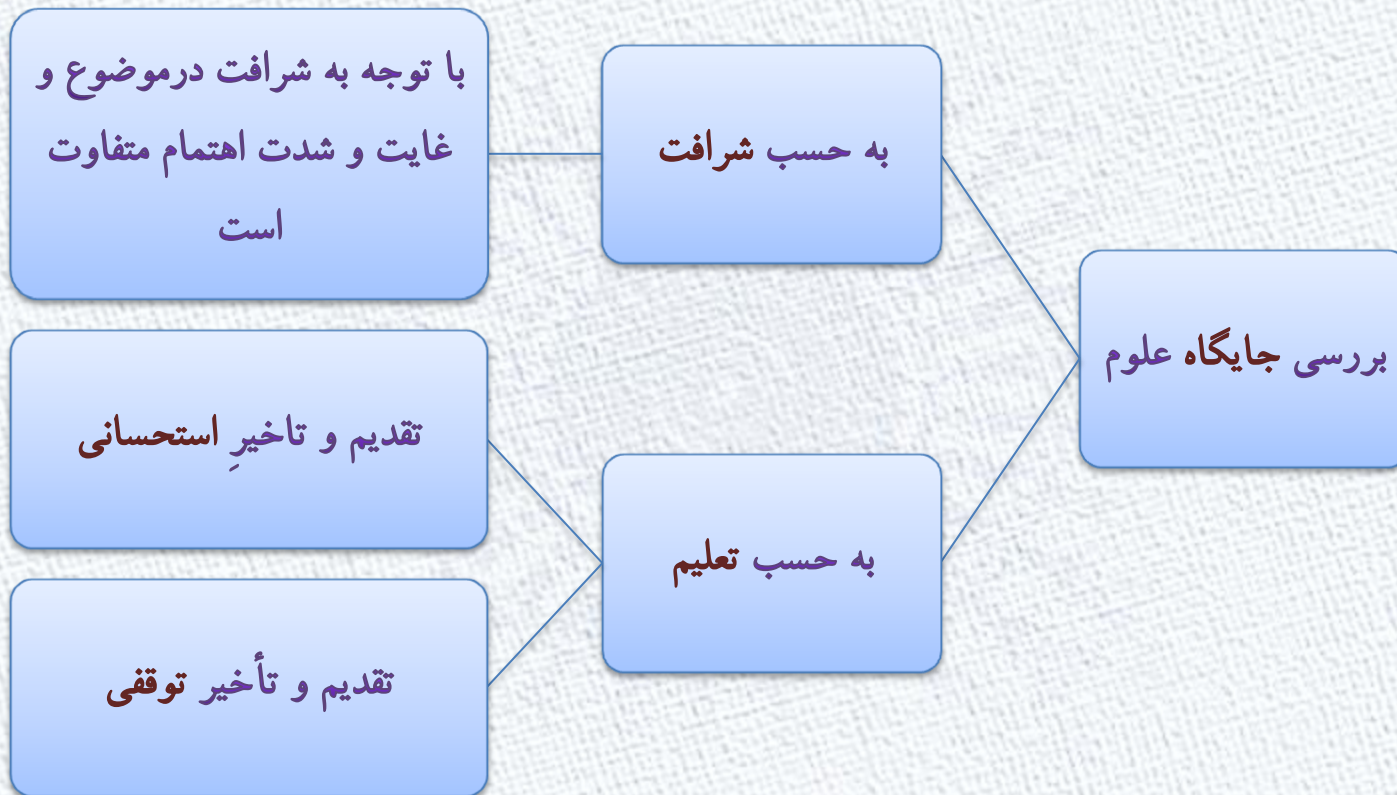 بررسی جایگاه علوم
به حسب شرافت
با توجه به شرافت درموضوع و
غایت و شدت اهتمام متفاوت
است
به حسب تعلیم
تقدیم و تاخیرِ استحسانی
تقدیم و تأخیر توقفی